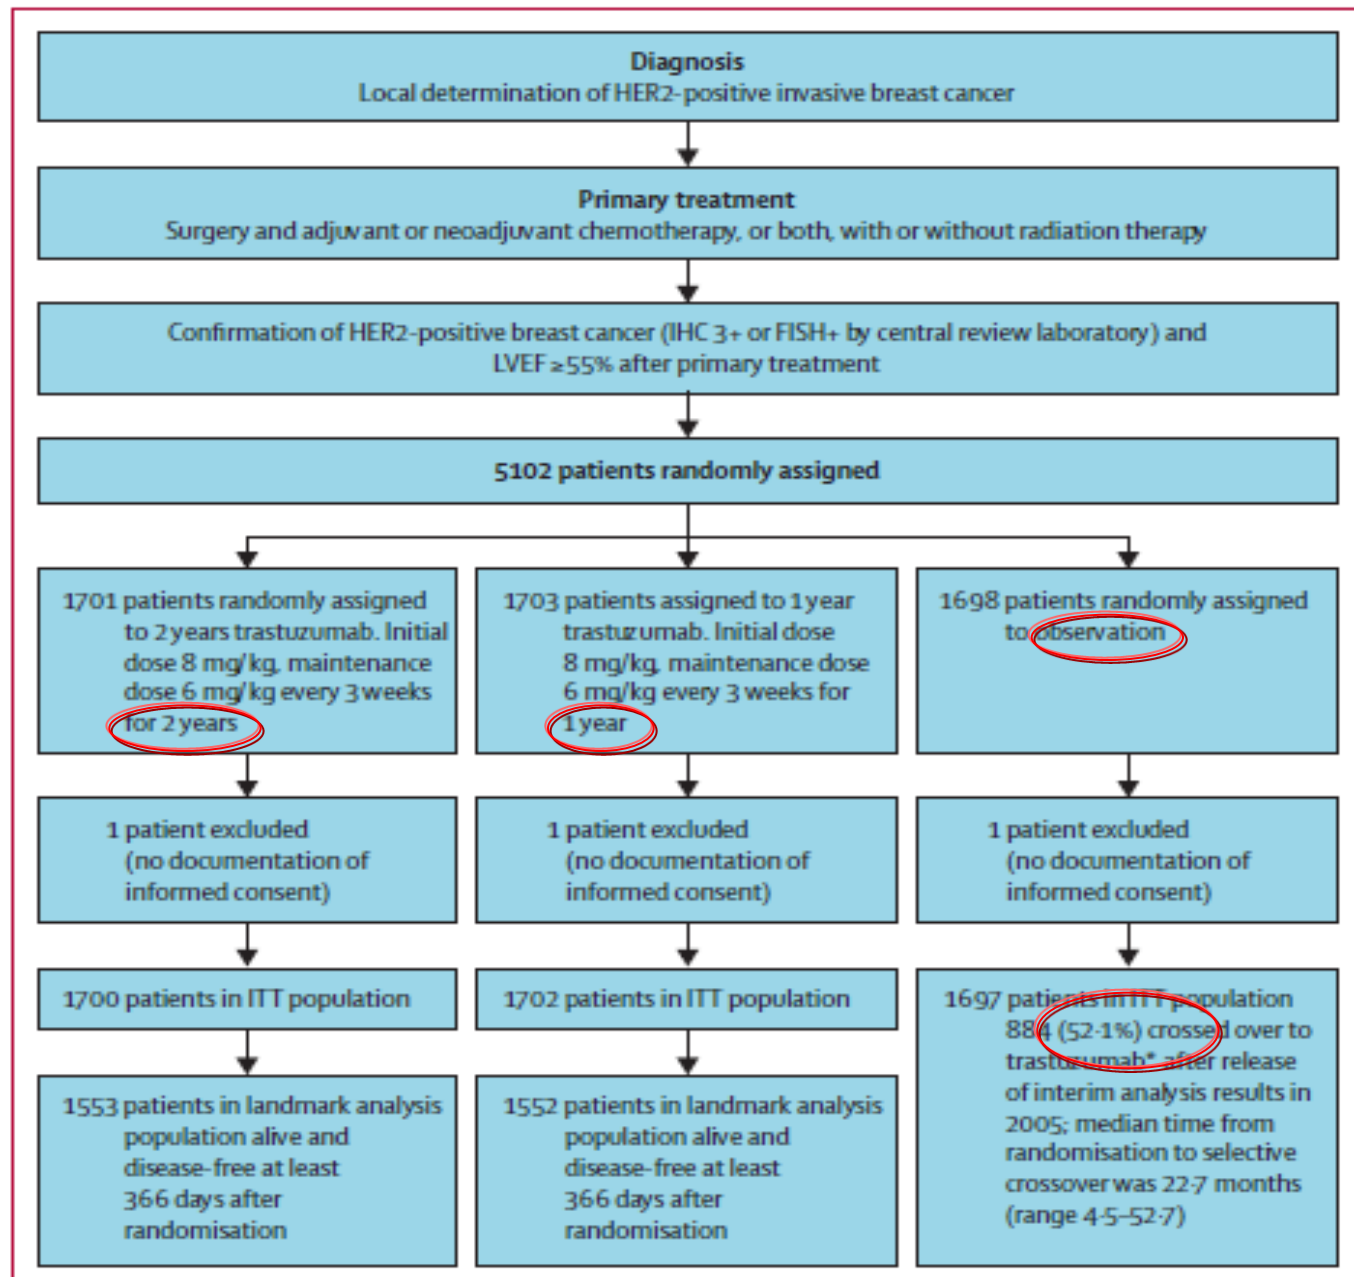 Diagnosis
Local determination of HER2-positive invasive breast cancer
Primary treatment
Surgery and adjuvant or neoadjuvant chemotherapy, or both, with or without radiation therapy
Confirmation of HER2-positive breast cancer (IHC 3+ or FISH+ by central review laboratory) and
LVEF ≥55% after primary treatment
5102 patients randomly assigned
1701 patients randomly assigned
to 2 years trastuzumab. Initial
dose 8 mg/kg, maintenance
dose 6 mg/kg every 3 weeks
for 2 years
1703 patients assigned to 1 year
trastuzumab. Initial dose
8 mg/kg, maintenance dose
6 mg/kg every 3 weeks for
1 year
1698 patients randomly assigned
to observation
1 patient excluded
(no documentation of
informed consent)
1 patient excluded
(no documentation of
informed consent)
1 patient excluded
(no documentation of
informed consent)
1700 patients in ITT population
1702 patients in ITT population
1697 patients in ITT population
884 (52·1%) crossed over to
trastuzumab* after release
of interim analysis results in
2005; median time from
randomisation to selective
crossover was 22·7 months
(range 4·5–52·7)
1553 patients in landmark analysis
population alive and
disease-free at least
366 days after
randomisation
1552 patients in landmark analysis
population alive and
disease-free at least
366 days after
randomisation